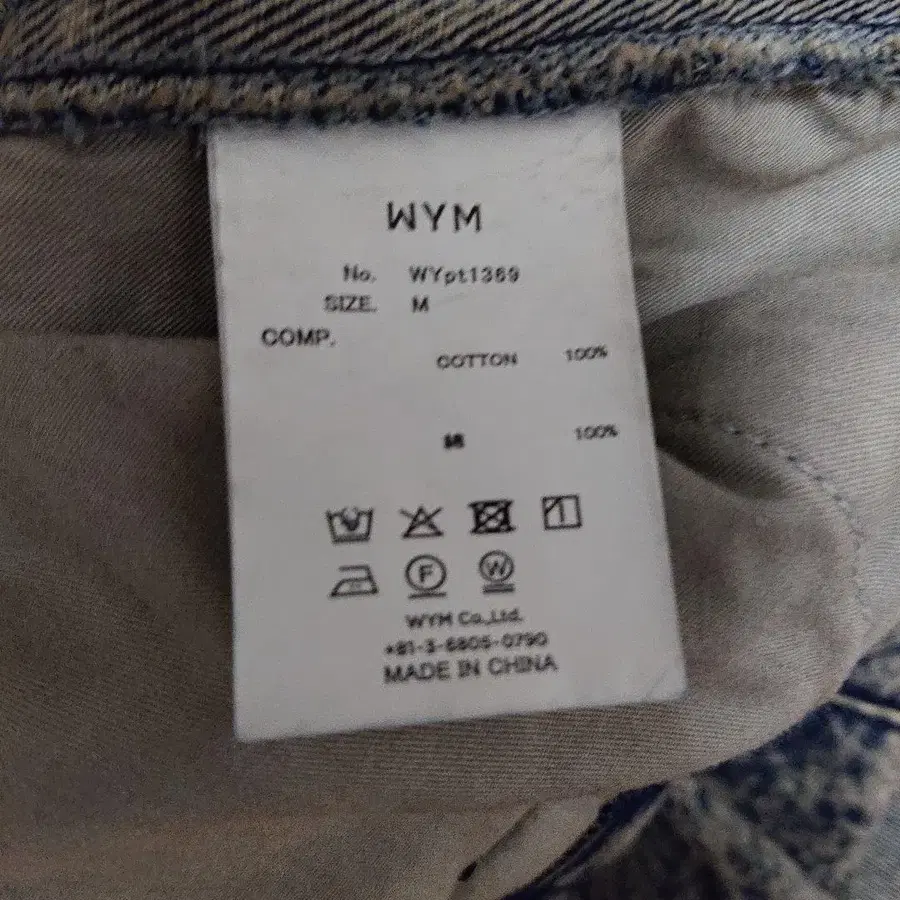 WYM
No. WYpt1369
SIZE. M
COMP.
COTTON 100%
100%
F W
WYM Co.,Ltd.
+81-3-6805-0790
MADE IN CHINA